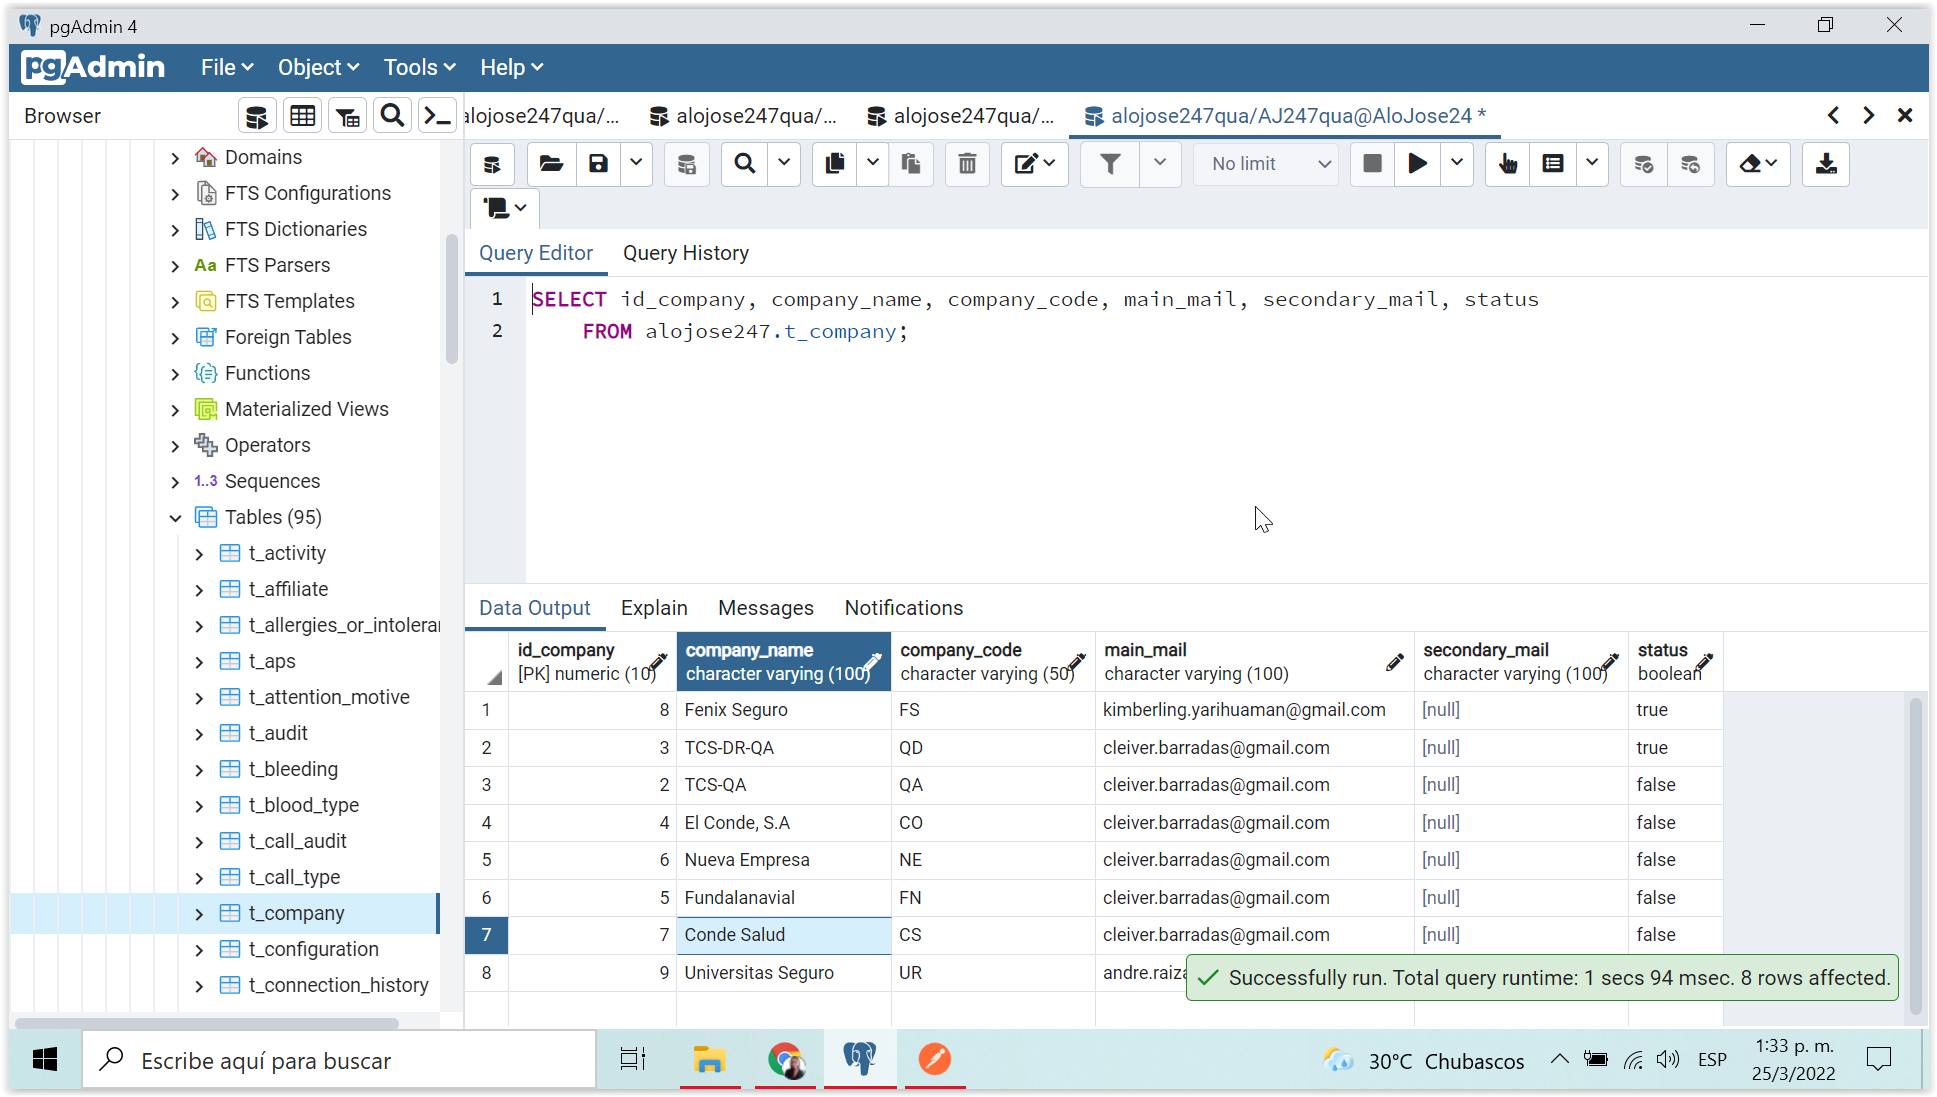 pgAdmin 4
pgAdmin File Object Tools Help
Browser
alojose247qua/... alojose247qua/... alojose247qua/... alojose247qua/AJ247qua@AloJose24 *
No limit
Query Editor Query History
1 SELECT id_company, company_name, company_code, main_mail, secondary_mail, status
2 FROM alojose247.t_company;
Domains
FTS Configurations
FTS Dictionaries
Aa FTS Parsers
FTS Templates
Foreign Tables
Functions
Materialized Views
Operators
1..3 Sequences
Tables (95)
t_activity
t_affiliate
t_allergies_or_intolerar
t_aps
t_attention_motive
t_audit
t_bleeding
t_blood_type
t_call_audit
t_call_type
t_company
t_configuration
t_connection_history
Data Output Explain Messages Notifications
id_company company_name company_code main_mail secondary_mail status
[PK] numeric (10) character varying (100) character varying (50) character varying (100) character varying (100) boolean
1 8 Fenix Seguro FS kimberling.yarihuaman@gmail.com [null] true
2 3 TCS-DR-QA QD cleiver.barradas@gmail.com [null] true
3 2 TCS-QA QA cleiver.barradas@gmail.com [null] false
4 4 El Conde, S.A CO cleiver.barradas@gmail.com [null] false
5 6 Nueva Empresa NE cleiver.barradas@gmail.com [null] false
6 5 Fundalanavial FN cleiver.barradas@gmail.com [null] false
7 7 Conde Salud CS cleiver.barradas@gmail.com [null] false
8 9 Universitas Seguro UR andre.raiza
Successfully run. Total query runtime: 1 secs 94 msec. 8 rows affected.
Escribe aquí para buscar
30°C Chubascos
ESP
1:33 p. m.
25/3/2022